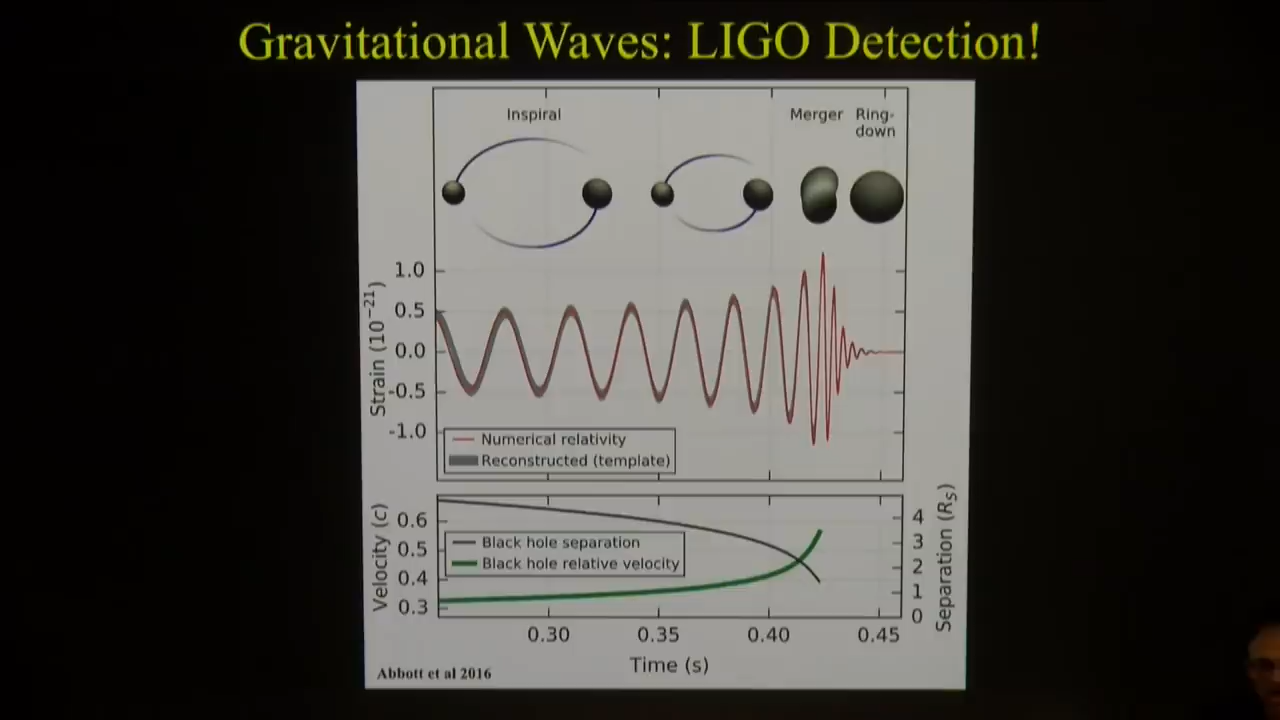 Gravitational Waves: LIGO Detection!
Inspiral
Merger
Ring-
down
1.0
0.5
0.0
-0.5
-1.0
Strain (10⁻²¹)
Numerical relativity
Reconstructed (template)
0.6
0.5
0.4
0.3
Velocity (c)
Black hole separation
Black hole relative velocity
4
3
2
1
0
Separation (R_S)
0.30 0.35 0.40 0.45
Time (s)
Abbott et al 2016